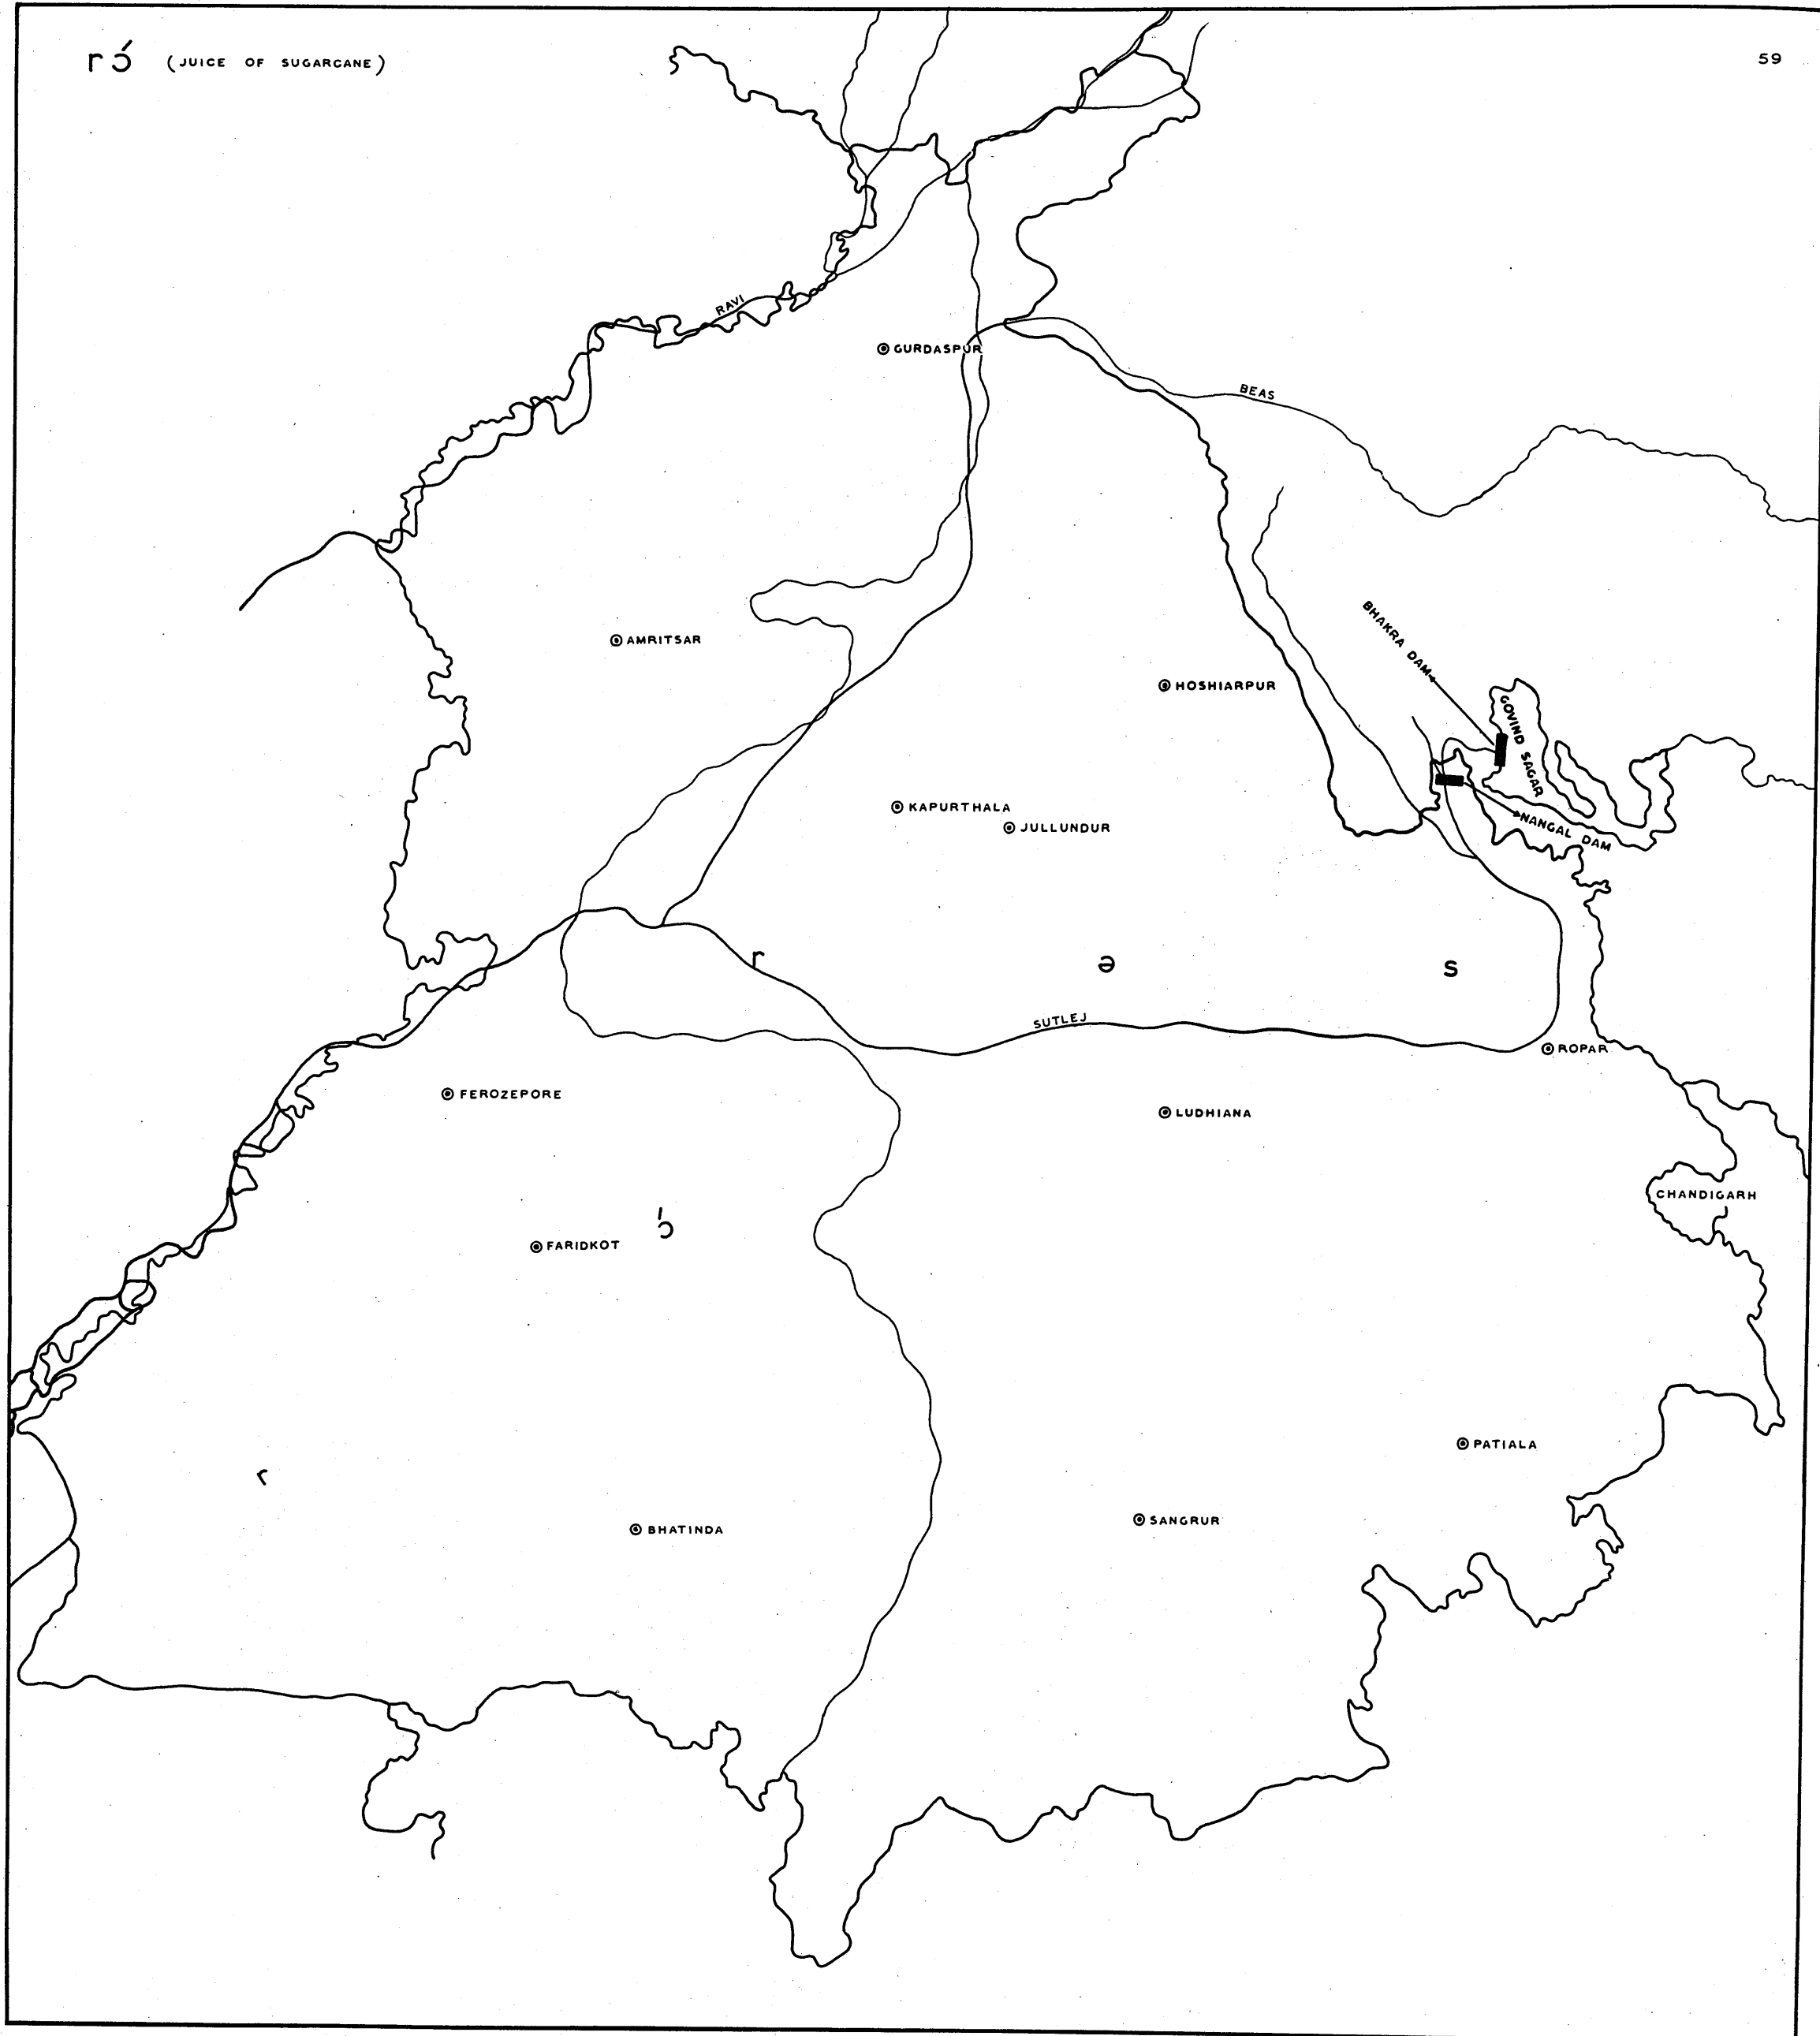 rɔ́ (JUICE OF SUGARCANE)
59
RAVI
GURDASPUR
BEAS
AMRITSAR
BHAKRA DAM
HOSHIARPUR
GOVIND SAGAR
KAPURTHALA
JULLUNDUR
NANGAL DAM
r ə s
SUTLEJ
ROPAR
FEROZEPORE
LUDHIANA
CHANDIGARH
r ɔ́
FARIDKOT
PATIALA
BHATINDA
SANGRUR